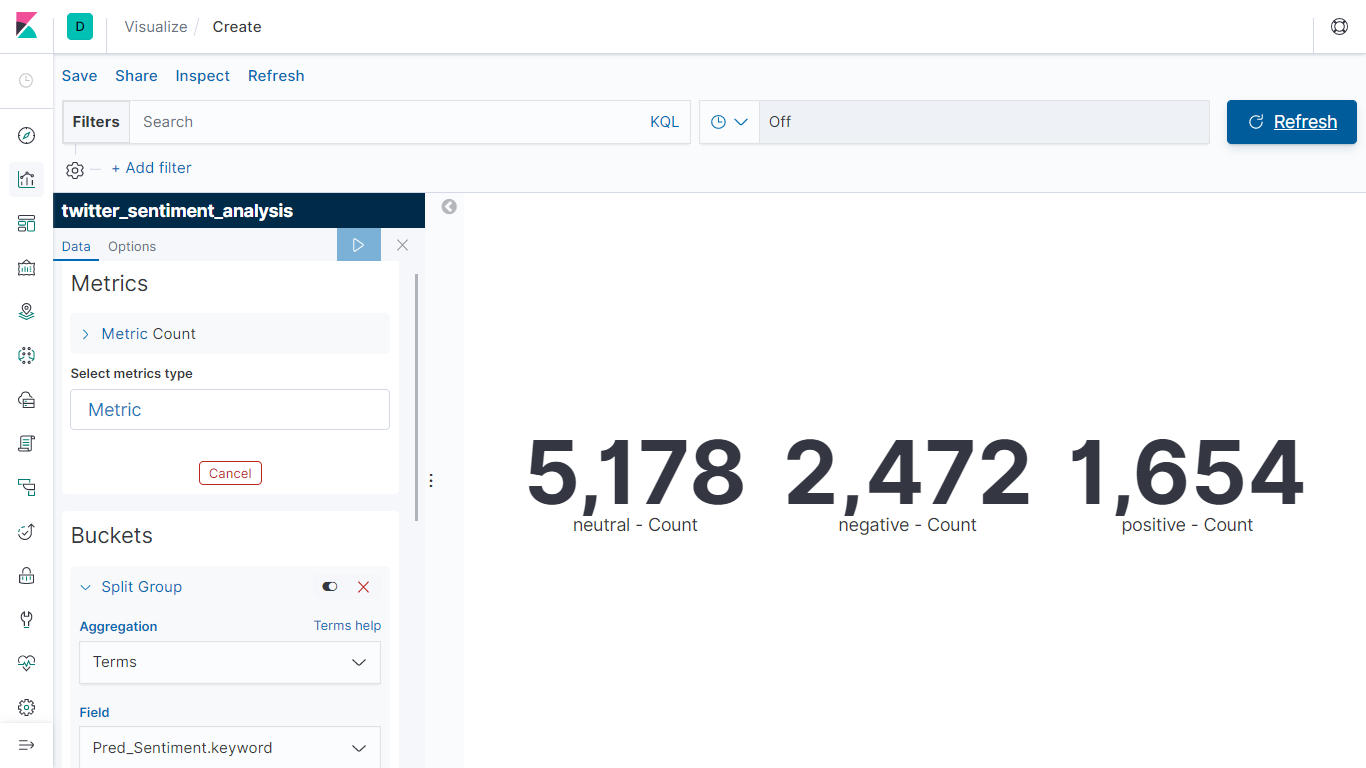 D Visualize / Create
Save Share Inspect Refresh
Filters Search KQL Off Refresh
+ Add filter
twitter_sentiment_analysis
Data Options
Metrics
Metric Count
Select metrics type
Metric
Cancel
Buckets
Split Group
Aggregation Terms help
Terms
Field
Pred_Sentiment.keyword
5,178 2,472 1,654
neutral - Count negative - Count positive - Count